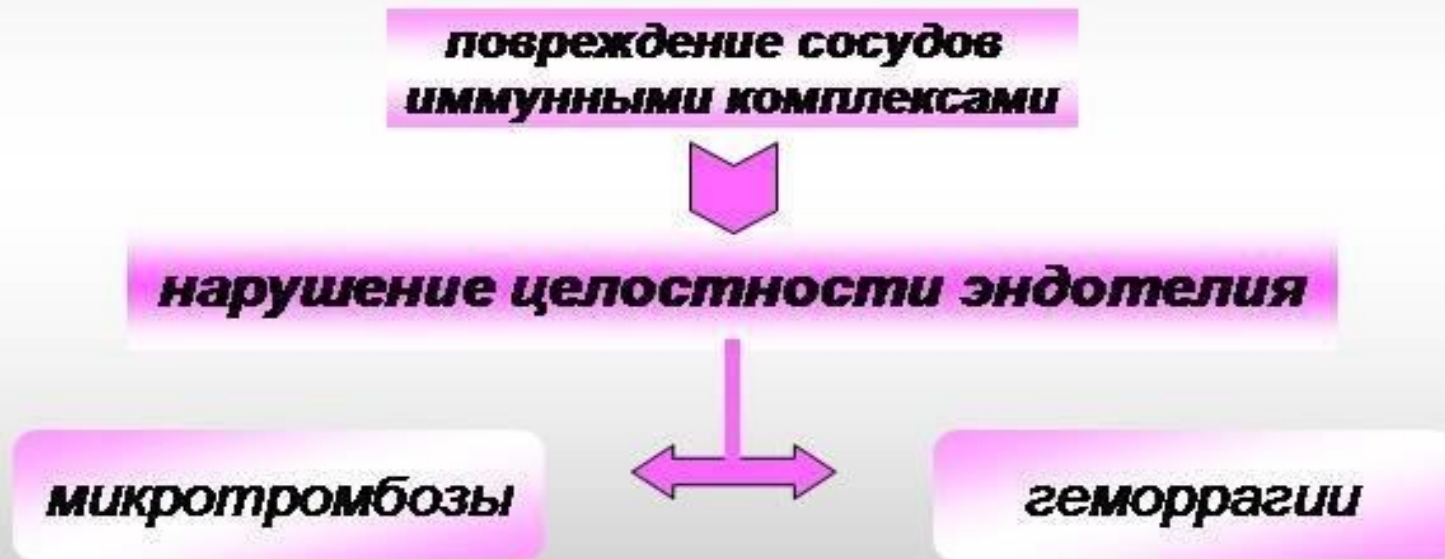 повреждение сосудов
иммунными комплексами
нарушение целостности эндотелия
микротромбозы
геморрагии